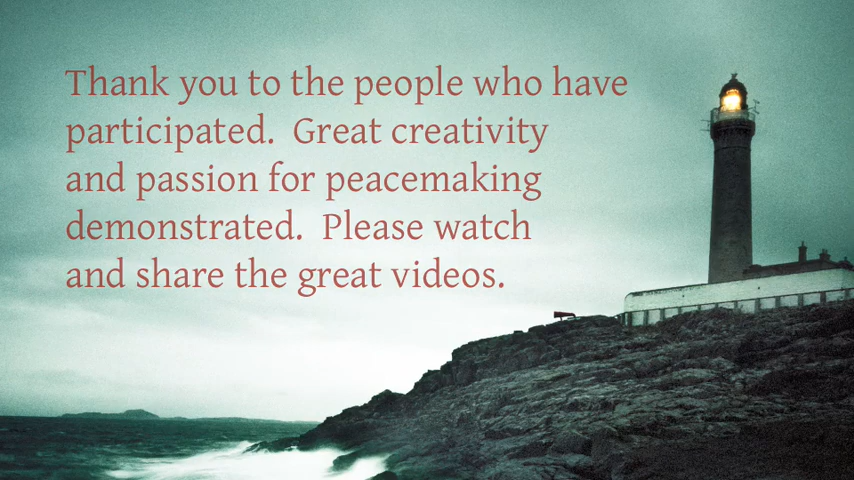 Thank you to the people who have
participated.  Great creativity
and passion for peacemaking
demonstrated.  Please watch
and share the great videos.